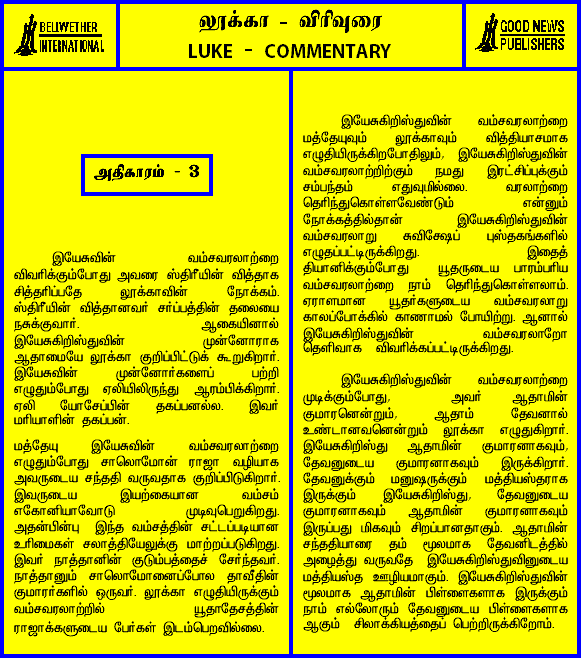 BELLWETHER
INTERNATIONAL
லூக்கா - விரிவுரை
LUKE - COMMENTARY
GOOD NEWS
PUBLISHERS
அதிகாரம் - 3
இயேசுவின் வம்சவரலாற்றை
விவரிக்கும்போது அவரை ஸ்திரீயின் வித்தாக
சித்தரிப்பதே லூக்காவின் நோக்கம்.
ஸ்திரீயின் வித்தானவர் சர்ப்பத்தின் தலையை
நசுக்குவார். ஆகையினால்
இயேசுகிறிஸ்துவின் முன்னோராக
ஆதாமையே லூக்கா குறிப்பிட்டுக் கூறுகிறார்.
இயேசுவின் முன்னோர்களைப் பற்றி
எழுதும்போது ஏலியிலிருந்து ஆரம்பிக்கிறார்.
ஏலி யோசேப்பின் தகப்பனல்ல. இவர்
மரியாளின் தகப்பன்.
மத்தேயு இயேசுவின் வம்சவரலாற்றை
எழுதும்போது சாலொமோன் ராஜா வழியாக
அவருடைய சந்ததி வருவதாக குறிப்பிடுகிறார்.
இவருடைய இயற்கையான வம்சம்
எகோனியாவோடு முடிவுபெறுகிறது.
அதன்பின்பு இந்த வம்சத்தின் சட்டப்படியான
உரிமைகள் சலாத்தியேலுக்கு மாற்றப்படுகிறது.
இவர் நாத்தானின் குடும்பத்தைச் சேர்ந்தவர்.
நாத்தானும் சாலொமோனைப்போல தாவீதின்
குமாரர்களில் ஒருவர். லூக்கா எழுதியிருக்கும்
வம்சவரலாற்றில் யூதாதேசத்தின்
ராஜாக்களுடைய பேர்கள் இடம்பெறவில்லை.
இயேசுகிறிஸ்துவின் வம்சவரலாற்றை
மத்தேயுவும் லூக்காவும் வித்தியாசமாக
எழுதியிருக்கிறபோதிலும், இயேசுகிறிஸ்துவின்
வம்சவரலாற்றிற்கும் நமது இரட்சிப்புக்கும்
சம்பந்தம் எதுவுமில்லை. வரலாற்றை
தெரிந்துகொள்ளவேண்டும் என்னும்
நோக்கத்தில்தான் இயேசுகிறிஸ்துவின்
வம்சவரலாறு சுவிசேஷப் புஸ்தகங்களில்
எழுதப்பட்டிருக்கிறது. இதைத்
தியானிக்கும்போது யூதருடைய பாரம்பரிய
வம்சவரலாற்றை நாம் தெரிந்துகொள்ளலாம்.
ஏராளமான யூதர்களுடைய வம்சவரலாறு
காலப்போக்கில் காணாமல் போயிற்று. ஆனால்
இயேசுகிறிஸ்துவின் வம்சவரலாறோ
தெளிவாக விவரிக்கப்பட்டிருக்கிறது.
இயேசுகிறிஸ்துவின் வம்சவரலாற்றை
முடிக்கும்போது, அவர் ஆதாமின்
குமாரனென்றும், ஆதாம் தேவனால்
உண்டானவனென்றும் லூக்கா எழுதுகிறார்.
இயேசுகிறிஸ்து ஆதாமின் குமாரனாகவும்,
தேவனுடைய குமாரனாகவும் இருக்கிறார்.
தேவனுக்கும் மனுஷருக்கும் மத்தியஸ்தராக
இருக்கும் இயேசுகிறிஸ்து, தேவனுடைய
குமாரனாகவும் ஆதாமின் குமாரனாகவும்
இருப்பது மிகவும் சிறப்பானதாகும். ஆதாமின்
சந்ததியாரை தம் மூலமாக தேவனிடத்தில்
அழைத்து வருவதே இயேசுகிறிஸ்துவினுடைய
மத்தியஸ்த ஊழியமாகும். இயேசுகிறிஸ்துவின்
மூலமாக ஆதாமின் பிள்ளைகளாக இருக்கும்
நாம் எல்லோரும் தேவனுடைய பிள்ளைகளாக
ஆகும் சிலாக்கியத்தைப் பெற்றிருக்கிறோம்.